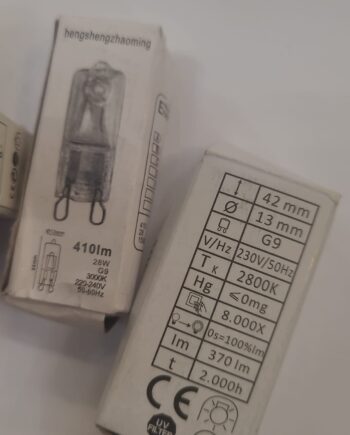 hengshengzhaoming
410lm
28W
G9
3000K
220-240V
50-60Hz
l 42 mm
Ø 13 mm
G9
V/Hz 230V/50Hz
TK 2800K
Hg ≤0mg
8.000X
0s=100%lm
lm 370 lm
t 2.000h
CE
UV
FILTER